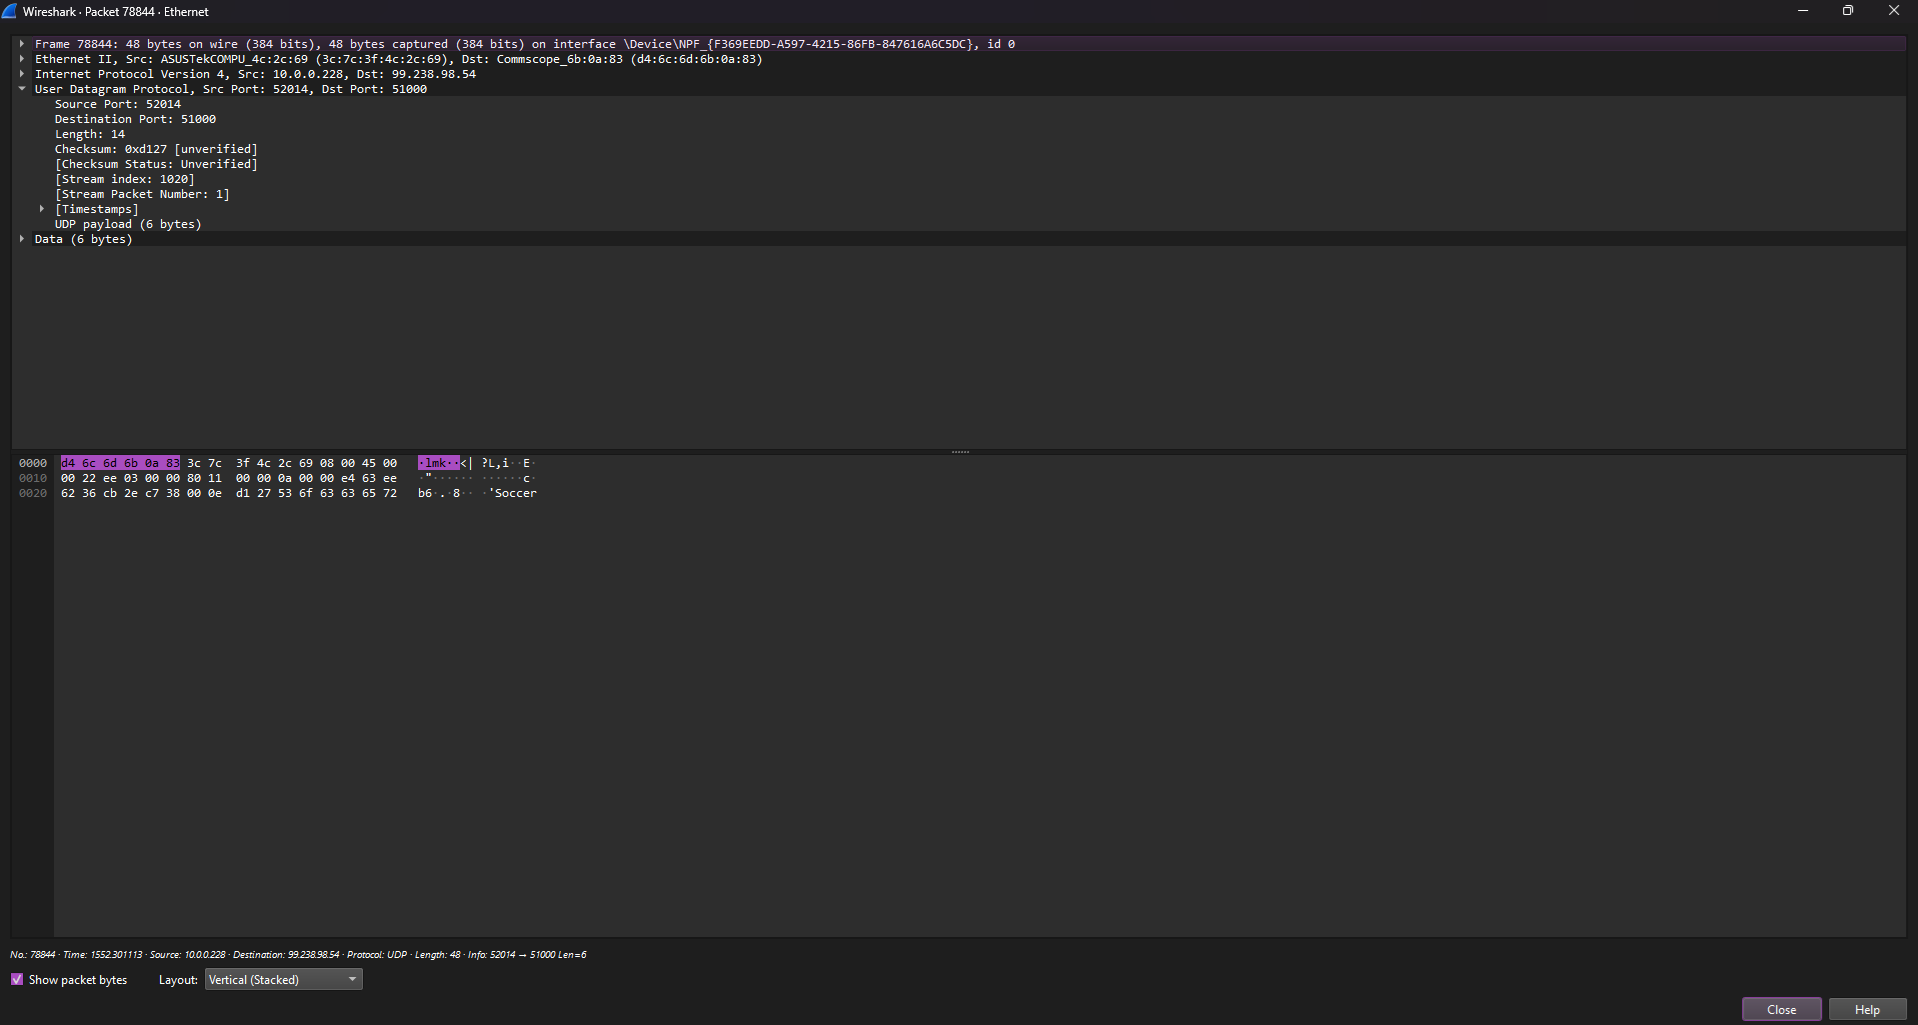 Wireshark · Packet 78844 · Ethernet
Frame 78844: 48 bytes on wire (384 bits), 48 bytes captured (384 bits) on interface \Device\NPF_{F369EEDD-A597-4215-86FB-847616A6C5DC}, id 0
Ethernet II, Src: ASUSTekCOMPU_4c:2c:69 (3c:7c:3f:4c:2c:69), Dst: Commscope_6b:0a:83 (d4:6c:6d:6b:0a:83)
Internet Protocol Version 4, Src: 10.0.0.228, Dst: 99.238.98.54
User Datagram Protocol, Src Port: 52014, Dst Port: 51000
Source Port: 52014
Destination Port: 51000
Length: 14
Checksum: 0xd127 [unverified]
[Checksum Status: Unverified]
[Stream index: 1020]
[Stream Packet Number: 1]
[Timestamps]
UDP payload (6 bytes)
Data (6 bytes)
0000 d4 6c 6d 6b 0a 83 3c 7c 3f 4c 2c 69 08 00 45 00 ·lmk··<| ?L,i··E·
0010 00 22 ee 03 00 00 80 11 00 00 0a 00 00 e4 63 ee ·"······ ······c·
0020 62 36 cb 2e c7 38 00 0e d1 27 53 6f 63 63 65 72 b6·.·8·· ·'Soccer
No.: 78844 · Time: 1552.301113 · Source: 10.0.0.228 · Destination: 99.238.98.54 · Protocol: UDP · Length: 48 · Info: 52014 → 51000 Len=6
Show packet bytes Layout: Vertical (Stacked)
Close Help